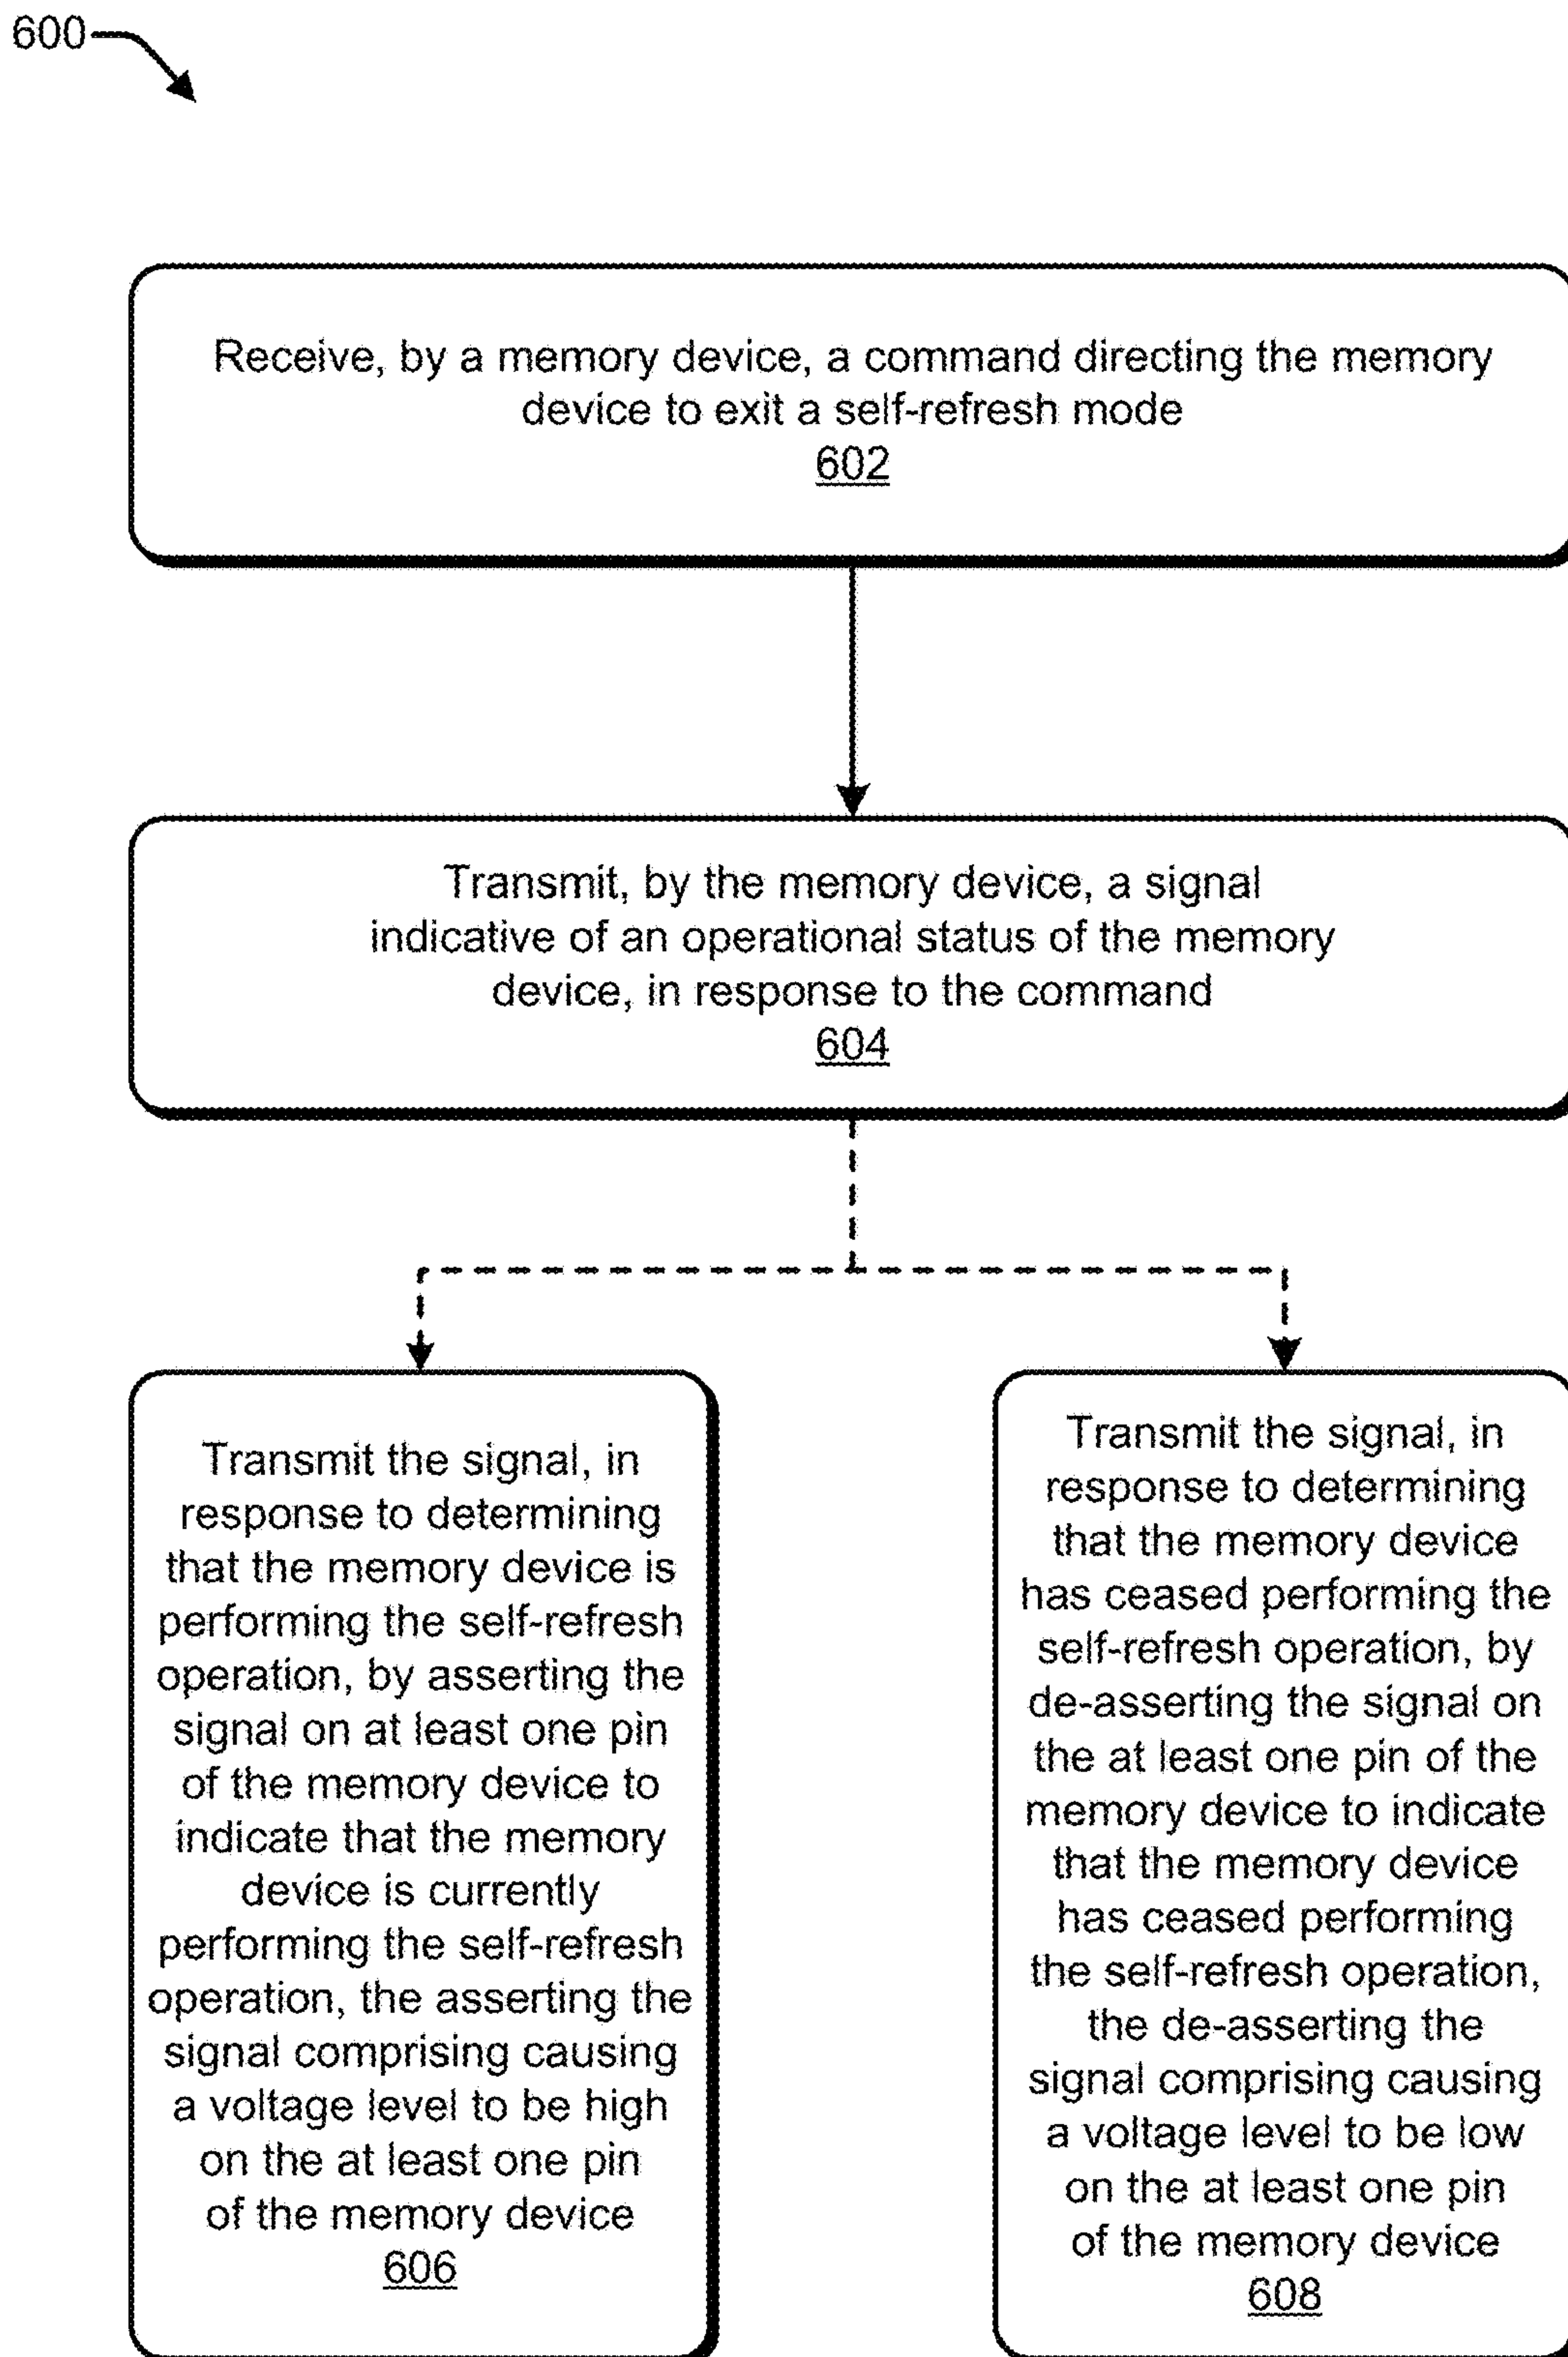 600
Receive, by a memory device, a command directing the memory
device to exit a self-refresh mode
602
Transmit, by the memory device, a signal
indicative of an operational status of the memory
device, in response to the command
604
Transmit the signal, in
response to determining
that the memory device is
performing the self-refresh
operation, by asserting the
signal on at least one pin
of the memory device to
indicate that the memory
device is currently
performing the self-refresh
operation, the asserting the
signal comprising causing
a voltage level to be high
on the at least one pin
of the memory device
606
Transmit the signal, in
response to determining
that the memory device
has ceased performing the
self-refresh operation, by
de-asserting the signal on
the at least one pin of the
memory device to indicate
that the memory device
has ceased performing
the self-refresh operation,
the de-asserting the
signal comprising causing
a voltage level to be low
on the at least one pin
of the memory device
608